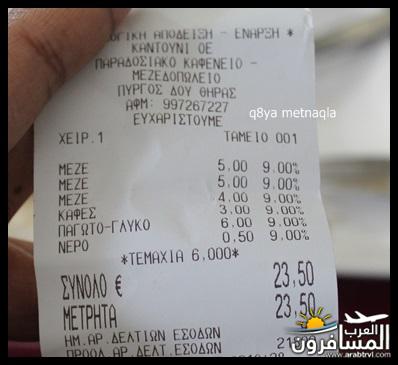 ΛΟΓΙΚΗ ΑΠΟΔΕΙΞΗ - ΕΝΑΡΞΗ *
ΚΑΝΤΟΥΝΙ ΟΕ
ΠΑΡΑΔΟΣΙΑΚΟ ΚΑΦΕΝΕΙΟ -
ΜΕΖΕΔΟΠΩΛΕΙΟ
ΠΥΡΓΟΣ ΔΟΥ ΘΗΡΑΣ
ΑΦΜ: 997267227
ΕΥΧΑΡΙΣΤΟΥΜΕ
q8ya metnaqla
ΧΕΙΡ.1 ΤΑΜΕΙΟ 001
ΜΕΖΕ 5.00 9.00%
ΜΕΖΕ 5.00 9.00%
ΜΕΖΕ 4.00 9.00%
ΚΑΦΕΣ 3.00 9.00%
ΠΑΓΩΤΟ-ΓΛΥΚΟ 6.00 9.00%
ΝΕΡΟ 0.50 9.00%
*ΤΕΜΑΧΙΑ 6,000*
ΣΥΝΟΛΟ € 23,50
ΜΕΤΡΗΤΑ 23,50
ΗΜ.ΑΡ.ΔΕΛΤΙΩΝ ΕΣΟΔΩΝ
ΠΡΟΟΔ.ΑΡ.ΔΕΛΤ.ΕΣΟΔΩΝ
العرب
المسافرون
www.arabtrvl.com